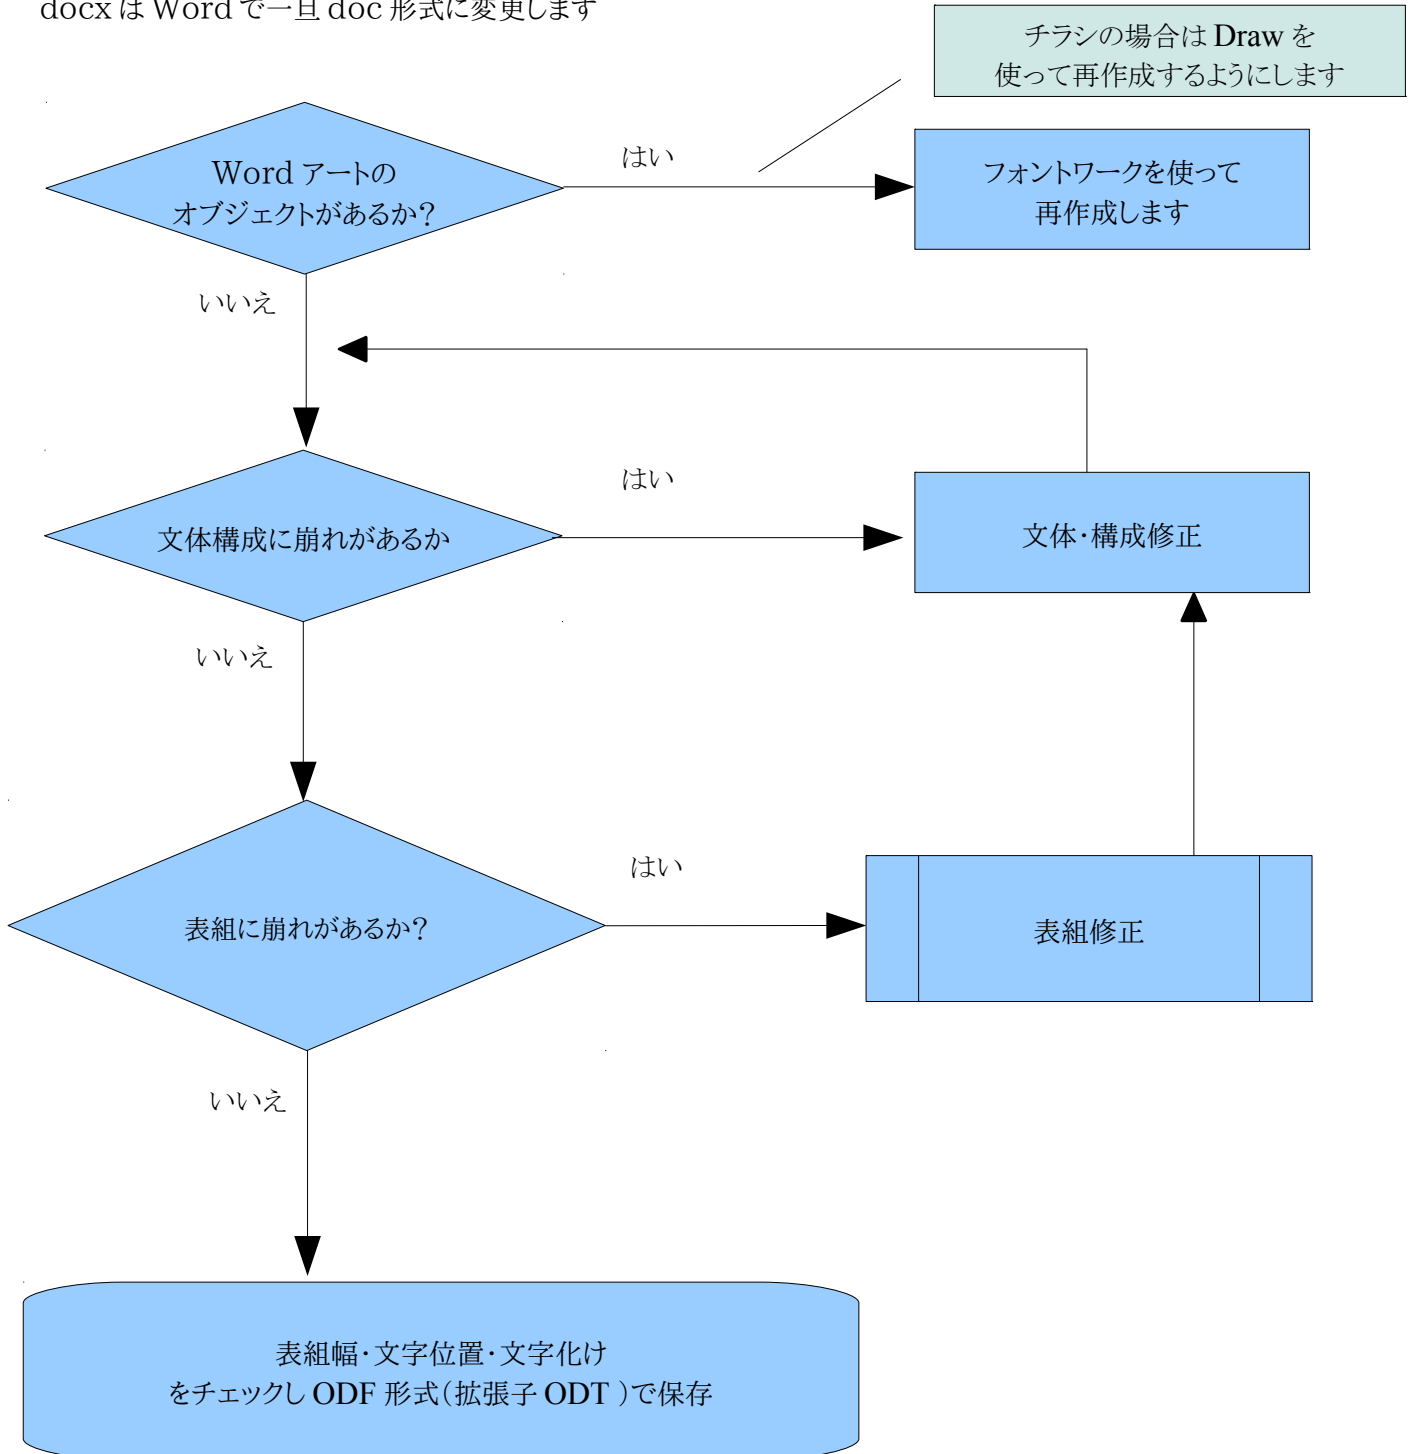 docx は Word で一旦 doc 形式に変更します
チラシの場合は Draw を
使って再作成するようにします
Word アートの
オブジェクトがあるか？
はい
フォントワークを使って
再作成します
いいえ
文体構成に崩れがあるか
はい
文体・構成修正
いいえ
表組に崩れがあるか？
はい
表組修正
いいえ
表組幅・文字位置・文字化け
をチェックし ODF 形式（拡張子 ODT ）で保存